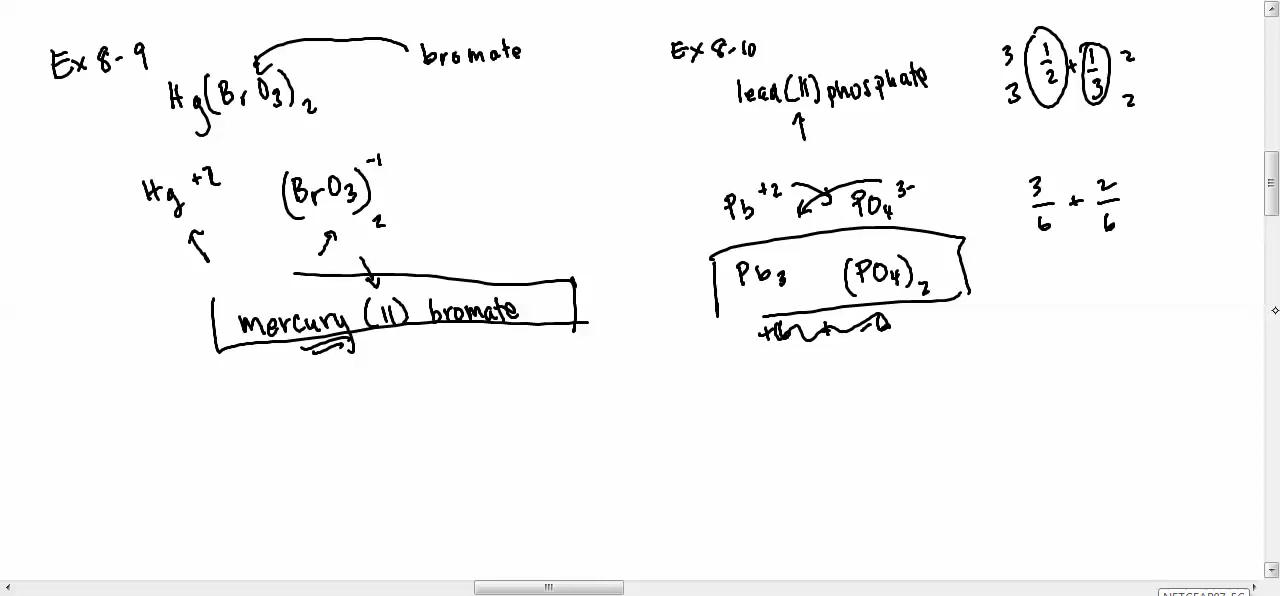 Ex 8-9
bromate
Hg(BrO3)2
Hg+2 (BrO3)-1 2
mercury (II) bromate
Ex 8-10
lead(II) phosphate
Pb+2 PO4 3-
Pb3 (PO4)2
3 1/2 + 1/3 2
3 2
3/6 + 2/6